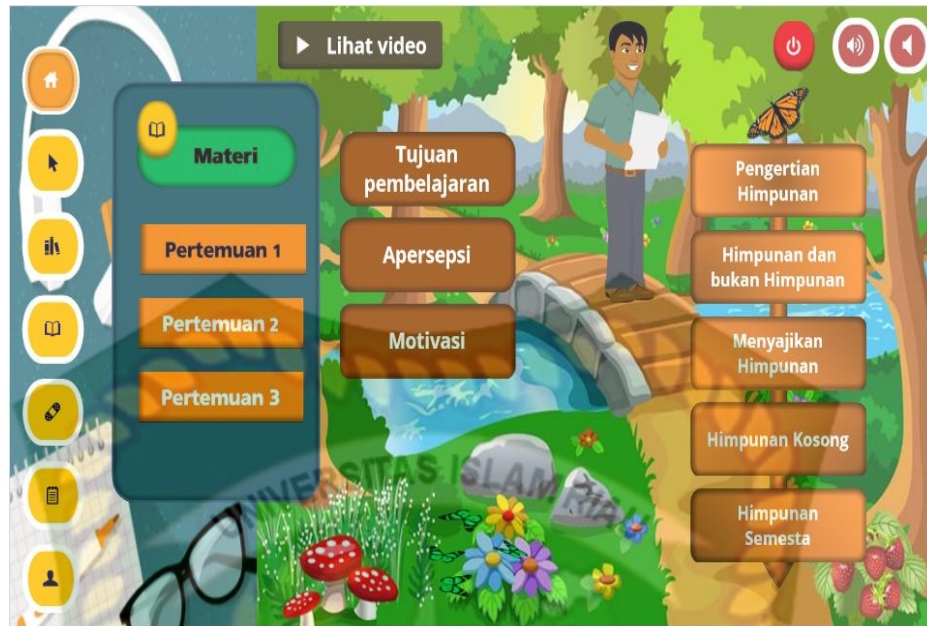 Lihat video
Materi
Pertemuan 1
Pertemuan 2
Pertemuan 3
Tujuan
pembelajaran
Apersepsi
Motivasi
Pengertian
Himpunan
Himpunan dan
bukan Himpunan
Menyajikan
Himpunan
Himpunan Kosong
Himpunan
Semesta
UNIVERSITAS ISLAM RIAU